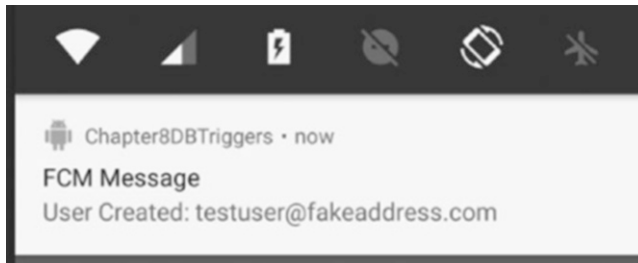 Chapter8DBTriggers • now
FCM Message
User Created: testuser@fakeaddress.com